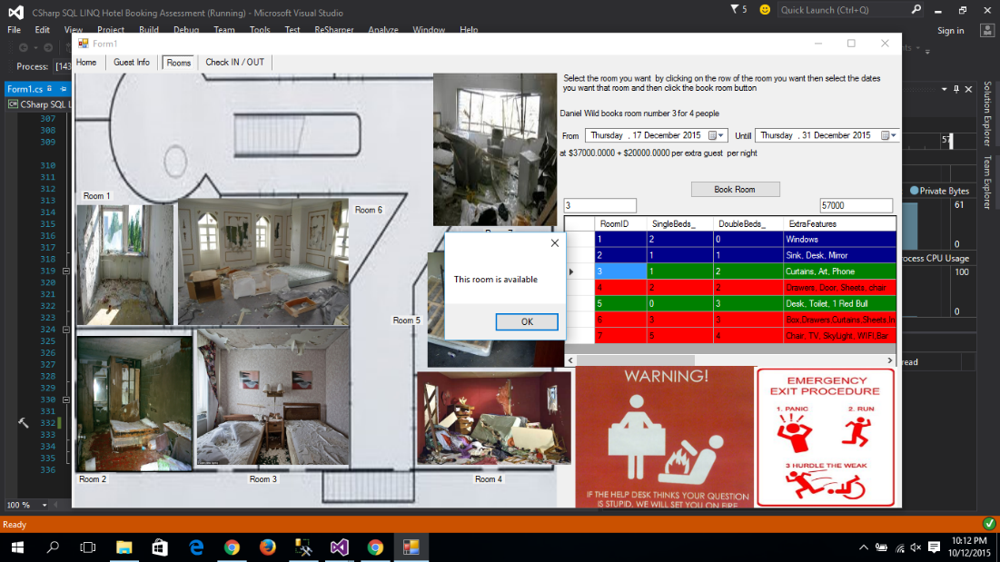 CSharp SQL LINQ Hotel Booking Assessment (Running) - Microsoft Visual Studio
5
Quick Launch (Ctrl+Q)
File Edit View Project Build Debug Team Tools Test ReSharper Analyze Window Help
Sign in
Form1
Process: [143
Home Guest Info Rooms Check IN / OUT
Form1.cs
CSharp SQL L
307
308
309
310
311
312
313
314
315
316
317
318
319
320
321
322
323
324
325
326
327
328
329
330
331
332
333
334
335
336
100 %
Select the room you want by clicking on the row of the room you want then select the dates
you want that room and then click the book room button
Daniel Wild books room number 3 for 4 people
From Thursday , 17 December 2015 Untill Thursday , 31 December 2015
at $37000.0000 + $20000.0000 per extra guest per night
Book Room
3
57000
RoomID SingleBeds_ DoubleBeds_ ExtraFeatures
1 2 0 Windows
2 1 1 Sink, Desk, Mirror
3 1 2 Curtains, Art, Phone
4 2 2 Drawers, Door, Sheets, chair
5 0 3 Desk, Toilet, 1 Red Bull
6 3 3 Box Drawers,Curtains,Sheets,In
7 5 4 Chair, TV, SkyLight, WIFI,Bar
Room 1
Room 6
Room 5
Room 2
Room 3
Room 4
This room is available
OK
WARNING!
IF THE HELP DESK THINKS YOUR QUESTION
IS STUPID, WE WILL SET YOU ON FIRE
EMERGENCY
EXIT PROCEDURE
1. PANIC
2. RUN
3 HURDLE THE WEAK
Solution Explorer
Team Explorer
57
Private Bytes
61
0
rocess CPU Usage
100
0
read
Ready
10:12 PM
10/12/2015